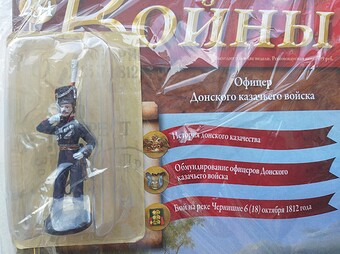 Войны
Офицер
Донского казачьего войска
История донского казачества
Обмундирование офицеров Донского
казачьего войска
Бой на реке Чернишне 6 (18) октября 1812 года